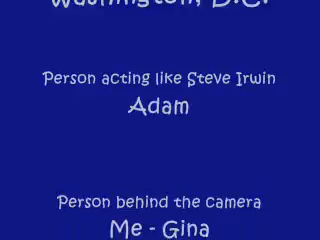 Washington, D.C.
Person acting like Steve Irwin
Adam
Person behind the camera
Me - Gina